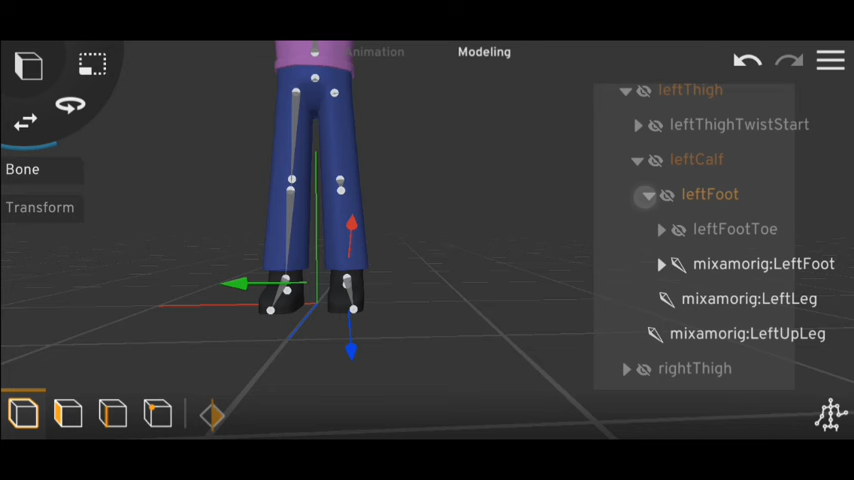 Animation
Modeling
leftThigh
leftThighTwistStart
leftCalf
Bone
leftFoot
Transform
leftFootToe
mixamorig:LeftFoot
mixamorig:LeftLeg
mixamorig:LeftUpLeg
rightThigh